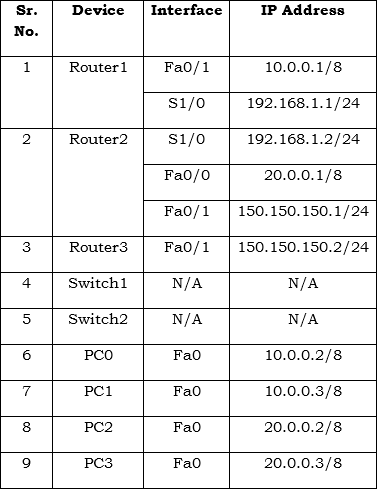 Sr. No. Device Interface IP Address
1 Router1 Fa0/1 10.0.0.1/8
S1/0 192.168.1.1/24
2 Router2 S1/0 192.168.1.2/24
Fa0/0 20.0.0.1/8
Fa0/1 150.150.150.1/24
3 Router3 Fa0/1 150.150.150.2/24
4 Switch1 N/A N/A
5 Switch2 N/A N/A
6 PC0 Fa0 10.0.0.2/8
7 PC1 Fa0 10.0.0.3/8
8 PC2 Fa0 20.0.0.2/8
9 PC3 Fa0 20.0.0.3/8